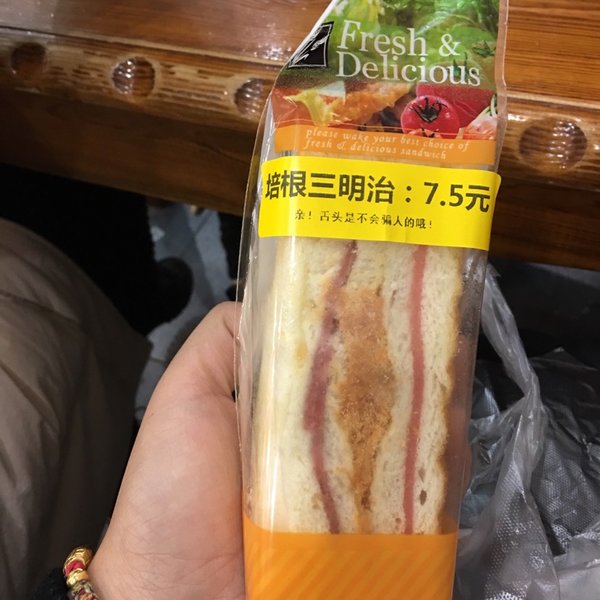 Fresh &
Delicious
please wake your best choice of
fresh & delicious sandwich
培根三明治：7.5元
亲！舌头是不会骗人的哦！